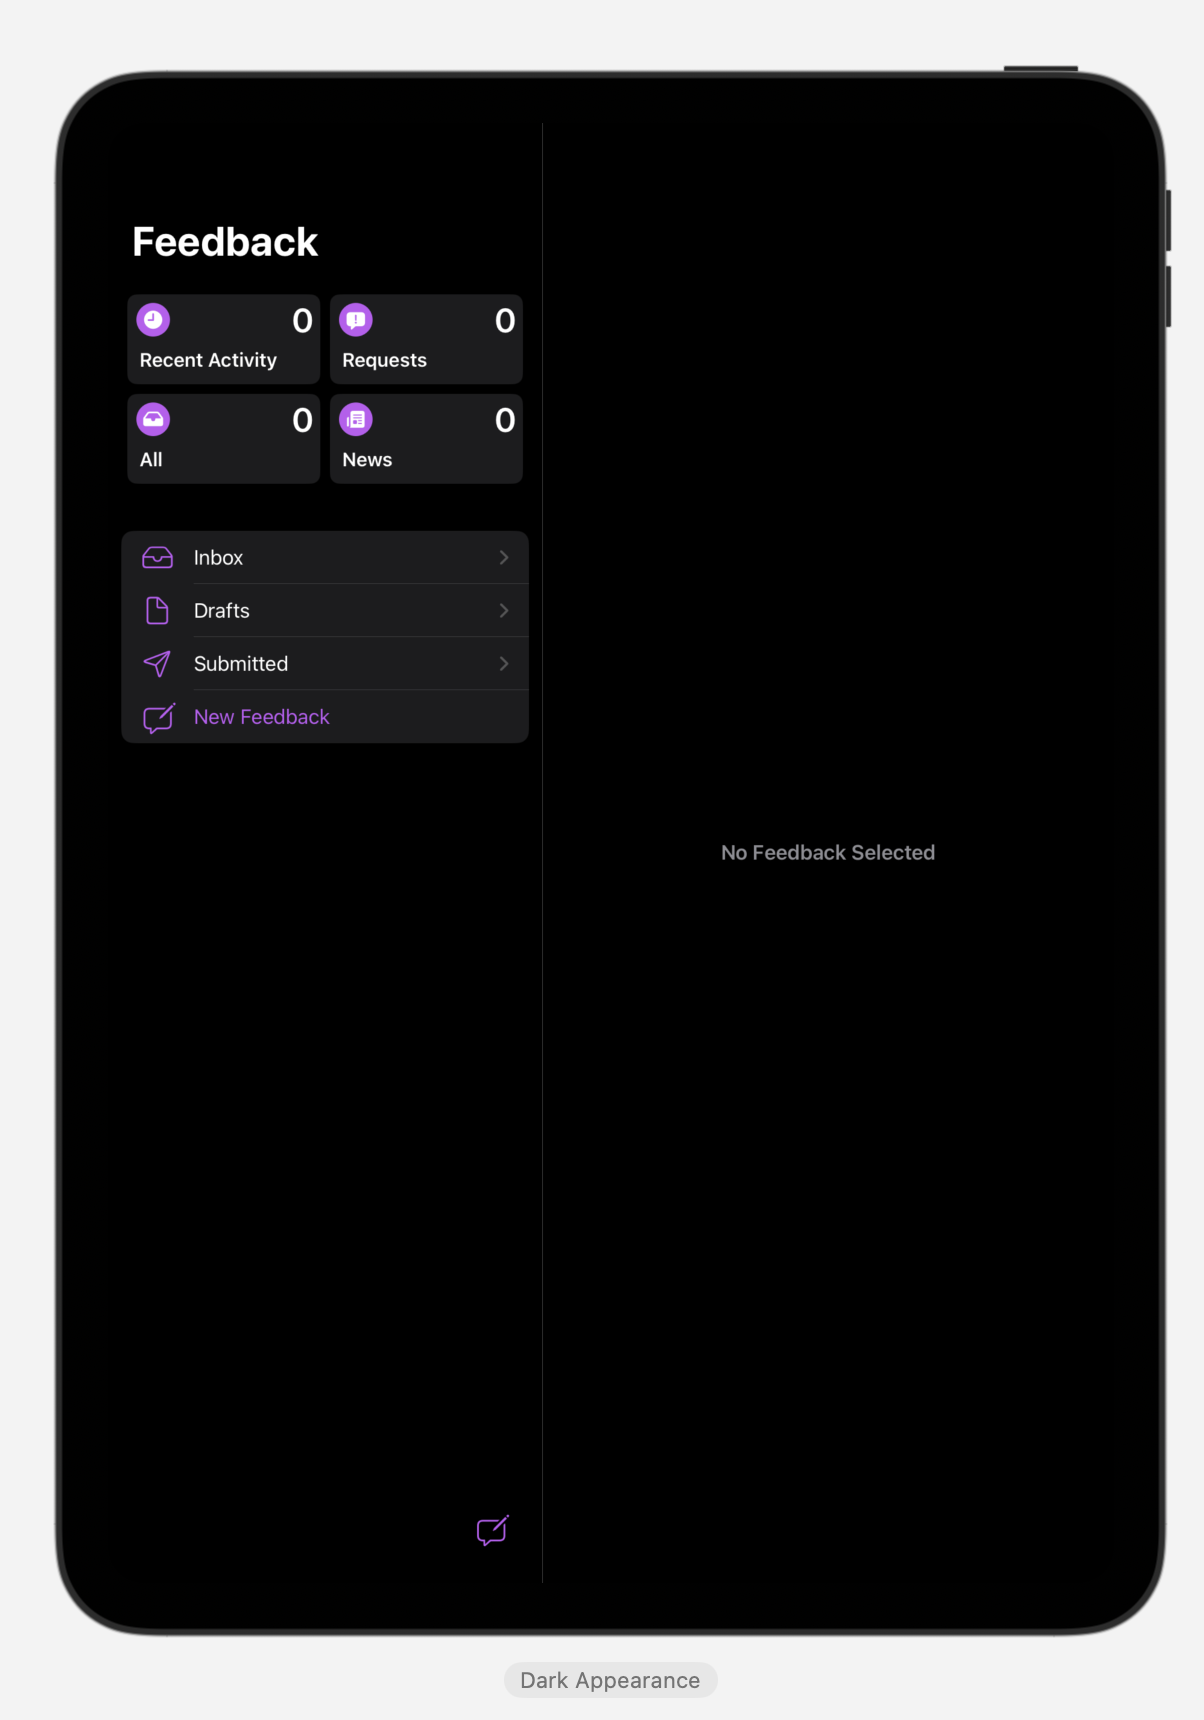 Feedback
0
Recent Activity
0
Requests
0
All
0
News
Inbox
Drafts
Submitted
New Feedback
No Feedback Selected
Dark Appearance